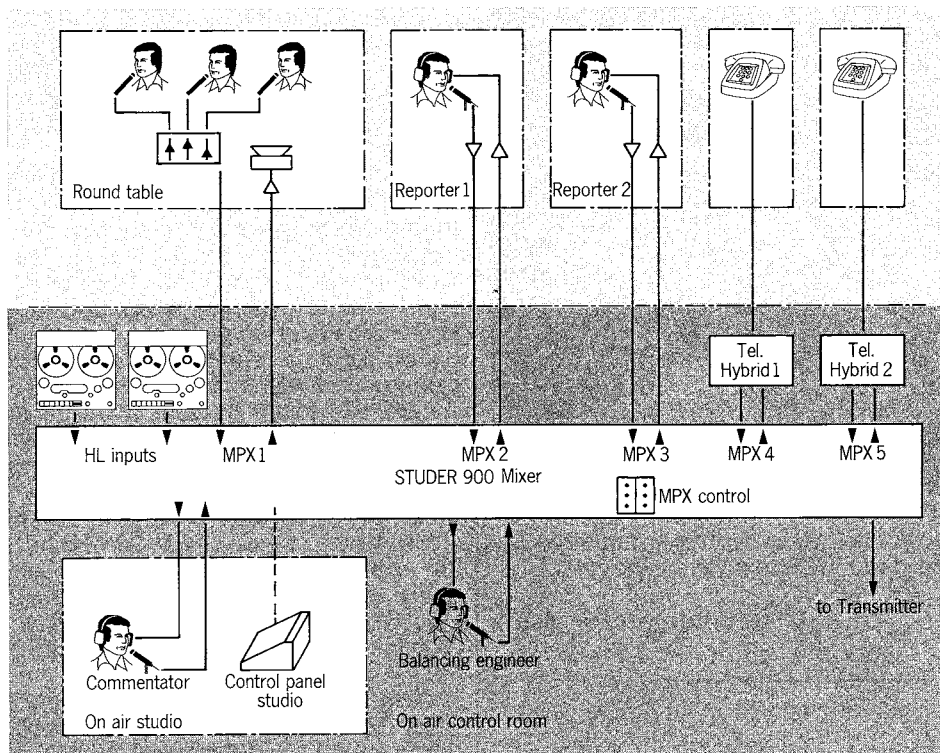 Round table
Reporter 1
Reporter 2
Tel.
Hybrid 1
Tel.
Hybrid 2
HL inputs
MPX 1
MPX 2
MPX 3
MPX 4
MPX 5
STUDER 900 Mixer
MPX control
to Transmitter
Commentator
Control panel
studio
Balancing engineer
On air studio
On air control room